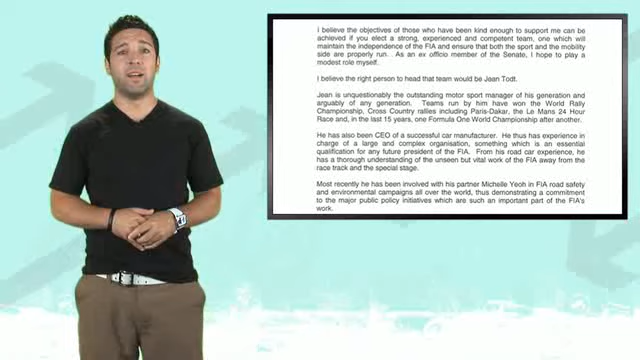 I believe the objectives of those who have been kind enough to support me can be
achieved if you elect a strong, experienced and competent team, one which will
maintain the independence of the FIA and ensure that both the sport and the mobility
side are properly run. As an ex officio member of the Senate, I hope to play a
modest role myself.
I believe the right person to head that team would be Jean Todt.
Jean is unquestionably the outstanding motor sport manager of his generation and
arguably of any generation. Teams run by him have won the World Rally
Championship, Cross Country rallies including Paris-Dakar, the Le Mans 24 Hour
Race and, in the last 15 years, one Formula One World Championship after another.
He has also been CEO of a successful car manufacturer. He thus has experience in
charge of a large and complex organisation, something which is an essential
qualification for any future president of the FIA. From his road car experience, he
has a thorough understanding of the unseen but vital work of the FIA away from the
race track and the special stage.
Most recently he has been involved with his partner Michelle Yeoh in FIA road safety
and environmental campaigns all over the world, thus demonstrating a commitment
to the major public policy initiatives which are such an important part of the FIA's
work.